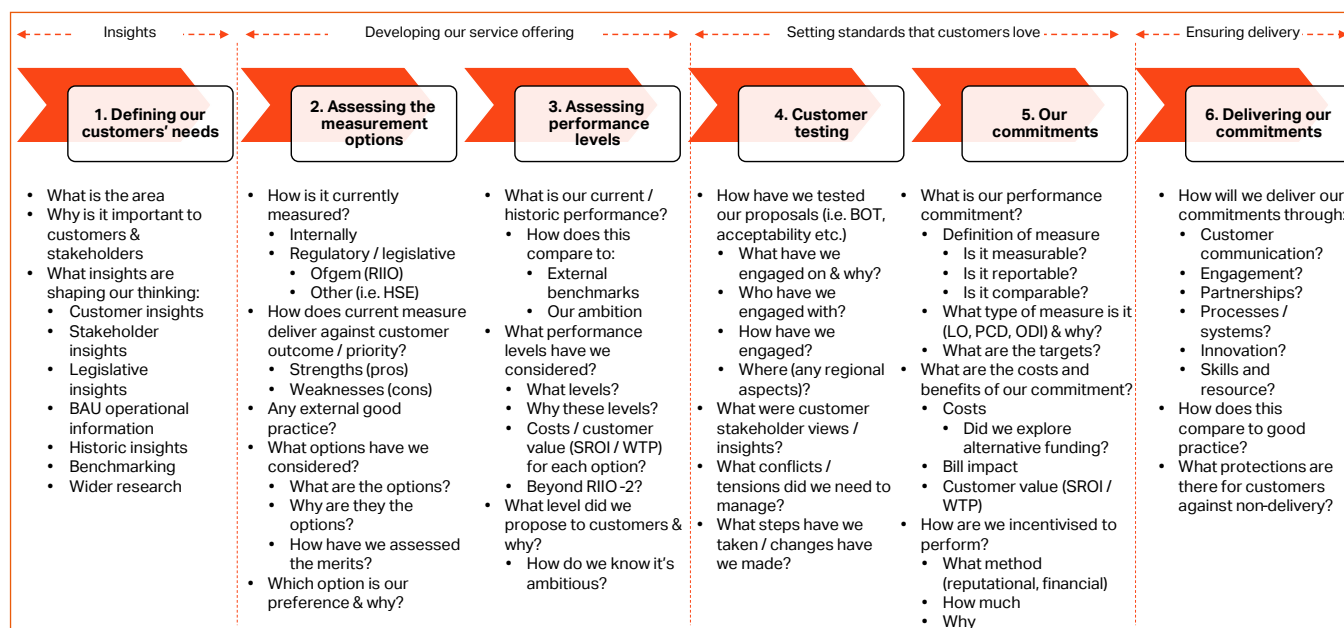 Insights
Developing our service offering
Setting standards that customers love
Ensuring delivery
1. Defining our
customers’ needs
2. Assessing the
measurement
options
3. Assessing
performance
levels
4. Customer
testing
5. Our
commitments
6. Delivering our
commitments
• What is the area
• Why is it important to
customers &
stakeholders
• What insights are
shaping our thinking:
• Customer insights
• Stakeholder
insights
• Legislative
insights
• BAU operational
information
• Historic insights
• Benchmarking
• Wider research
• How is it currently
measured?
• Internally
• Regulatory / legislative
• Ofgem (RIIO)
• Other (i.e. HSE)
• How does current measure
deliver against customer
outcome / priority?
• Strengths (pros)
• Weaknesses (cons)
• Any external good
practice?
• What options have we
considered?
• What are the options?
• Why are they the
options?
• How have we assessed
the merits?
• Which option is our
preference & why?
• What is our current /
historic performance?
• How does this
compare to:
• External
benchmarks
• Our ambition
• What performance
levels have we
considered?
• What levels?
• Why these levels?
• Costs / customer
value (SROI / WTP)
for each option?
• Beyond RIIO-2?
• What level did we
propose to customers &
why?
• How do we know it’s
ambitious?
• How have we tested
our proposals (i.e. BOT,
acceptability etc.)
• What have we
engaged on & why?
• Who have we
engaged with?
• How have we
engaged?
• Where (any regional
aspects)?
• What were customer
stakeholder views /
insights?
• What conflicts /
tensions did we need to
manage?
• What steps have we
taken / changes have
we made?
• What is our performance
commitment?
• Definition of measure
• Is it measurable?
• Is it reportable?
• Is it comparable?
• What type of measure is it
(LO, PCD, ODI) & why?
• What are the targets?
• What are the costs and
benefits of our commitment?
• Costs
• Did we explore
alternative funding?
• Bill impact
• Customer value (SROI /
WTP)
• How are we incentivised to
perform?
• What method
(reputational, financial)
• How much
• Why
• How will we deliver our
commitments through:
• Customer
communication?
• Engagement?
• Partnerships?
• Processes /
systems?
• Innovation?
• Skills and
resource?
• How does this
compare to good
practice?
• What protections are
there for customers
against non-delivery?